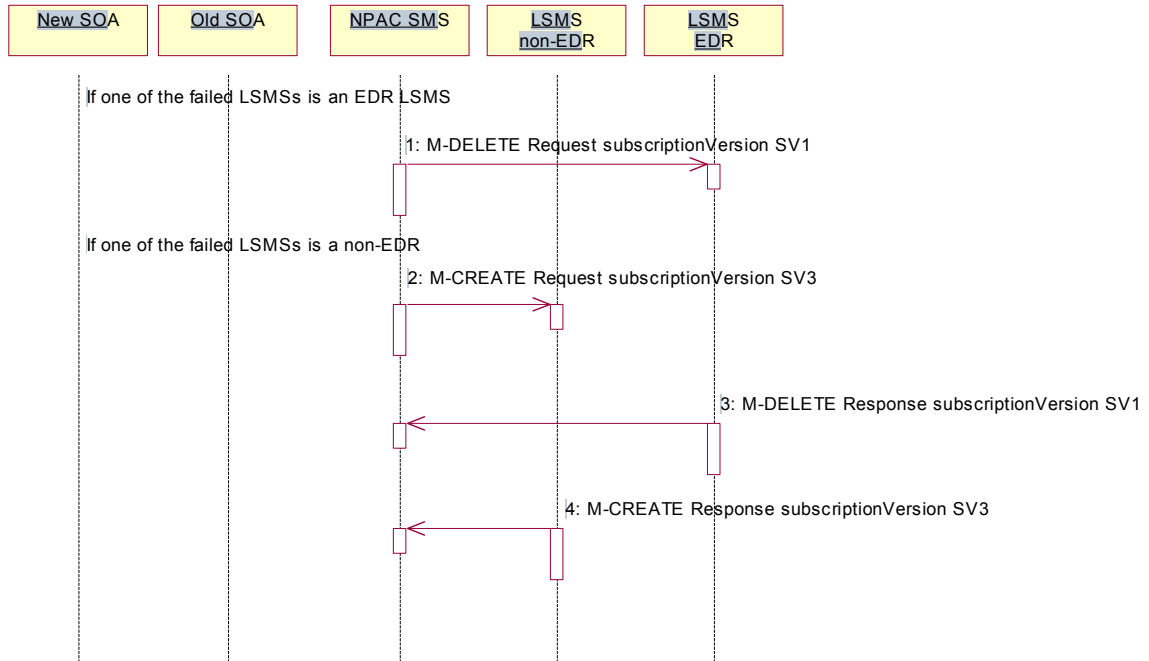 New SOA
Old SOA
NPAC SMS
LSMS
non-EDR
LSMS
EDR
If one of the failed LSMSs is an EDR LSMS
1: M-DELETE Request subscriptionVersion SV1
If one of the failed LSMSs is a non-EDR
2: M-CREATE Request subscriptionVersion SV3
3: M-DELETE Response subscriptionVersion SV1
4: M-CREATE Response subscriptionVersion SV3